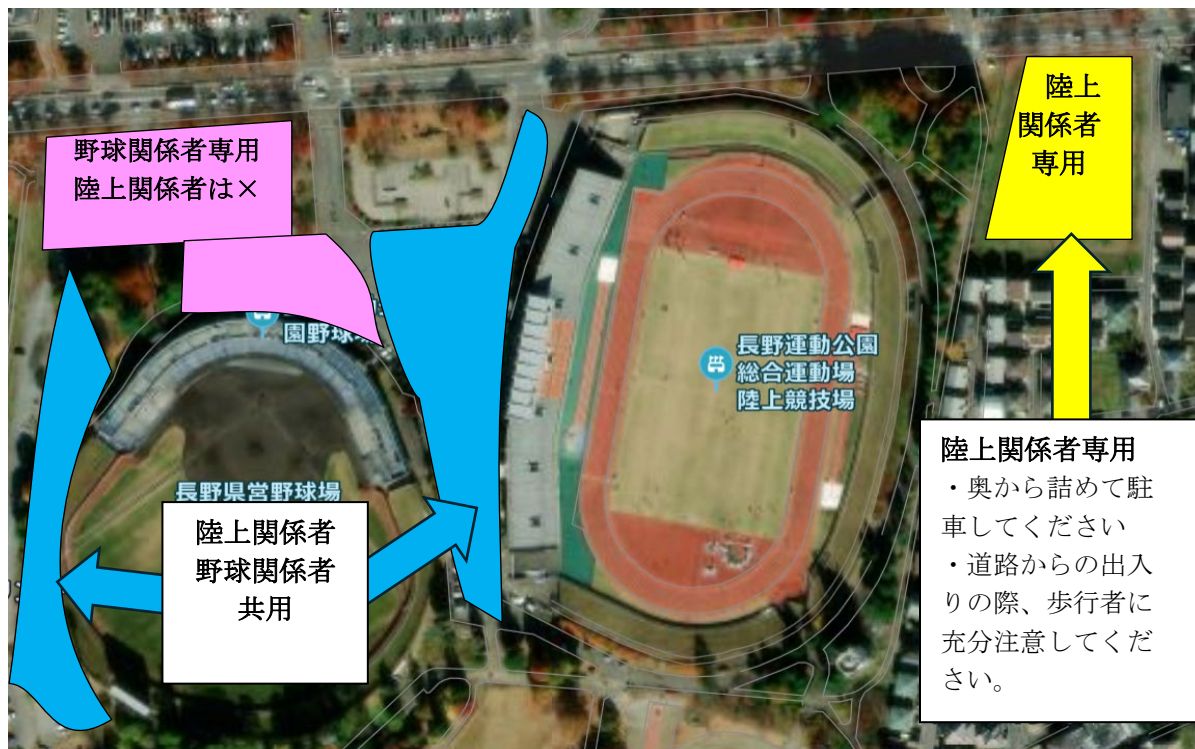 野球関係者専用
陸上関係者は×
陸上
関係者
専用
園野球
長野運動公園
総合運動場
陸上競技場
長野県営野球場
陸上関係者
野球関係者
共用
陸上関係者専用
・奥から詰めて駐
車してください
・道路からの出入
りの際、歩行者に
充分注意してくだ
さい。